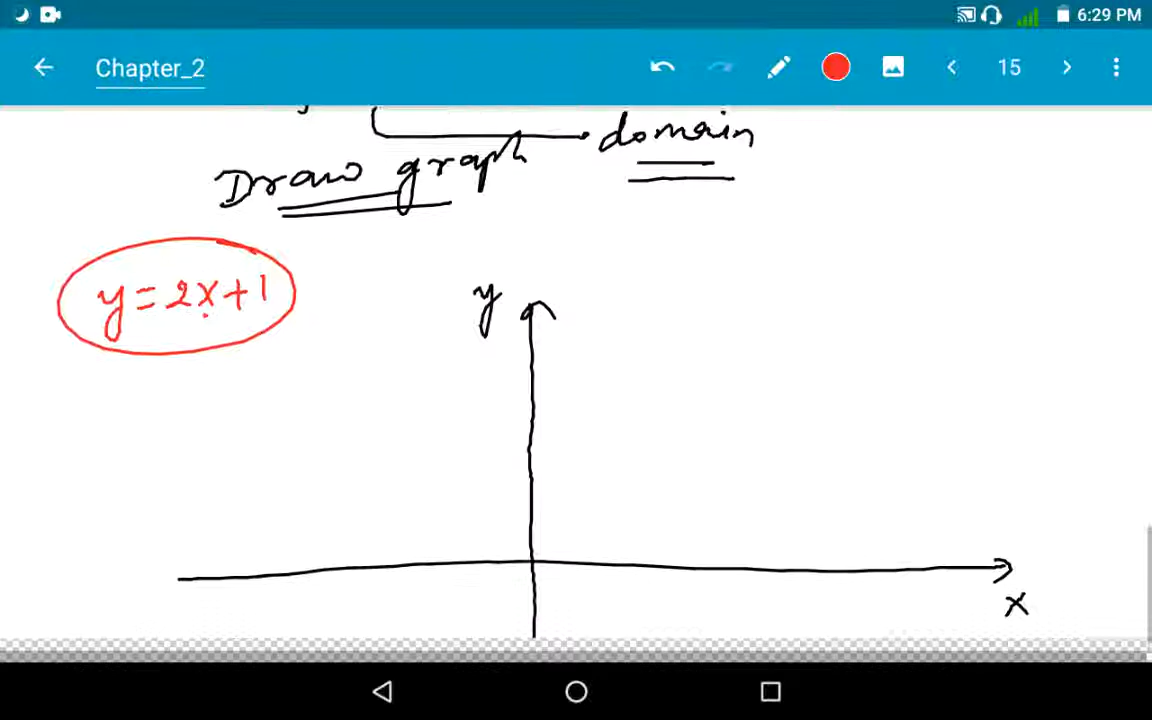 6:29 PM
Chapter_2
15
domain
Draw graph
y=2x+1
y
x